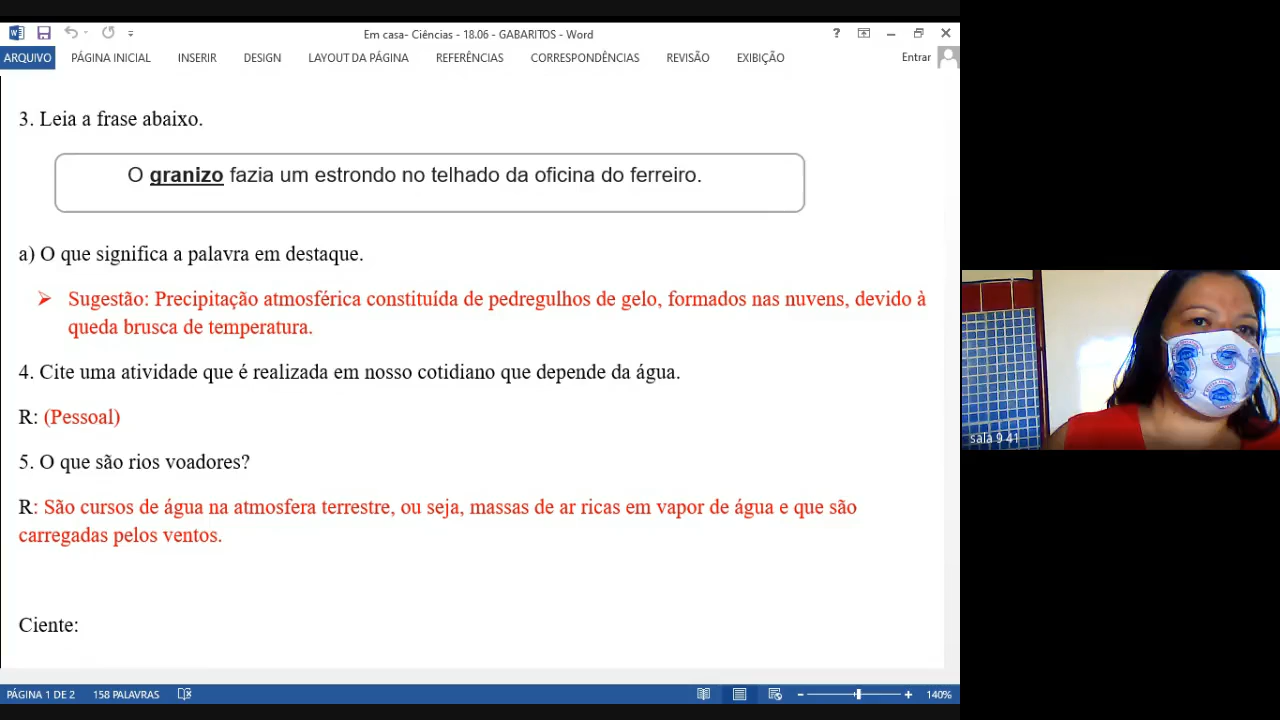 Em casa- Ciências - 18.06 - GABARITOS - Word
?
ARQUIVO PÁGINA INICIAL INSERIR DESIGN LAYOUT DA PÁGINA REFERÊNCIAS CORRESPONDÊNCIAS REVISÃO EXIBIÇÃO Entrar
3. Leia a frase abaixo.
O granizo fazia um estrondo no telhado da oficina do ferreiro.
a) O que significa a palavra em destaque.
➢ Sugestão: Precipitação atmosférica constituída de pedregulhos de gelo, formados nas nuvens, devido à
queda brusca de temperatura.
4. Cite uma atividade que é realizada em nosso cotidiano que depende da água.
R: (Pessoal)
5. O que são rios voadores?
R: São cursos de água na atmosfera terrestre, ou seja, massas de ar ricas em vapor de água e que são
carregadas pelos ventos.
Ciente:
PÁGINA 1 DE 2 158 PALAVRAS 140%
sala 9 41